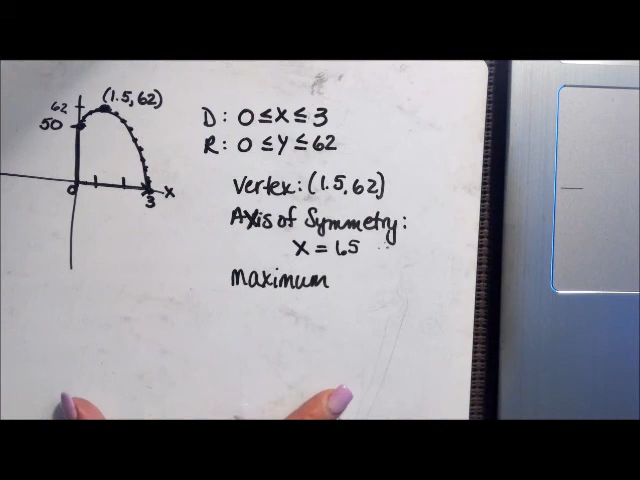 (1.5, 62)
62
50
0
3
X
D: 0 ≤ X ≤ 3
R: 0 ≤ Y ≤ 62
Vertex: (1.5, 62)
Axis of Symmetry:
X = 1.5
Maximum